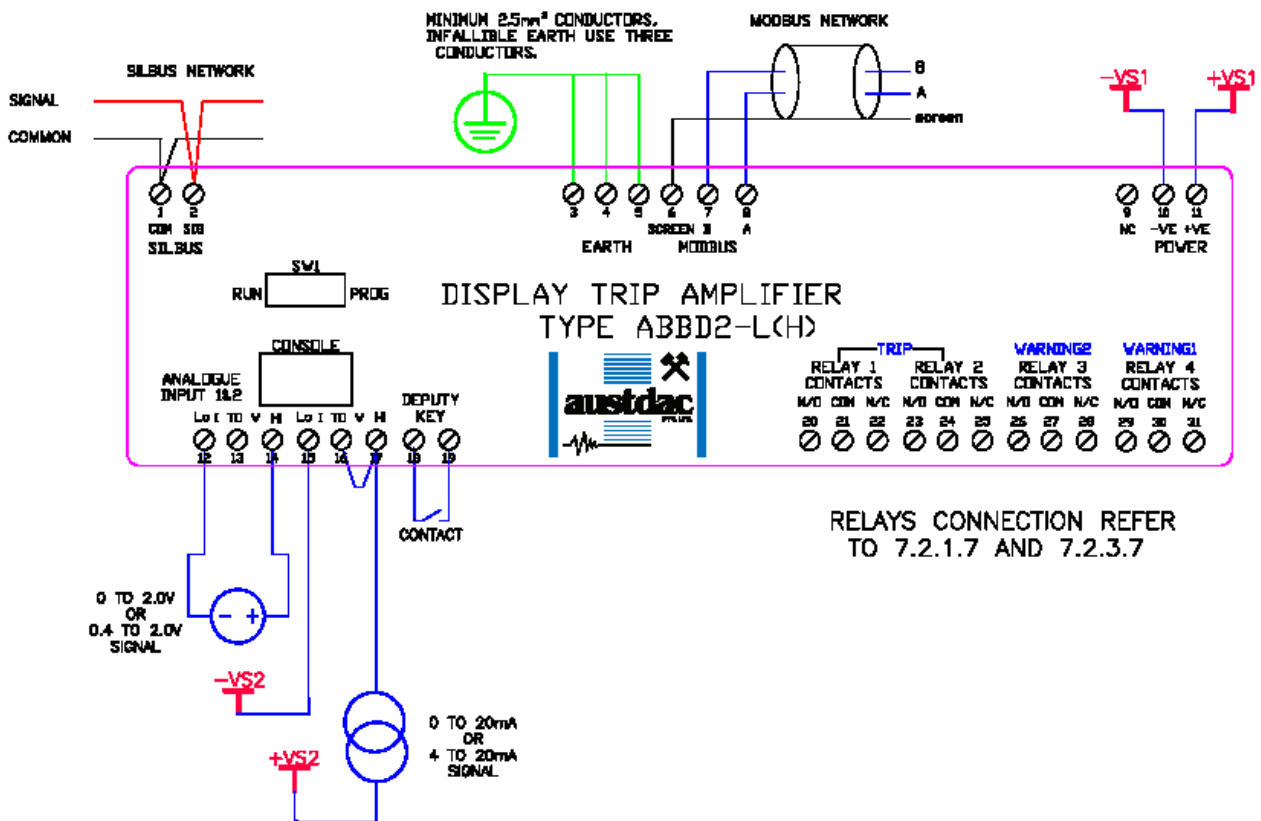 MINIMUM 2.5mm² CONDUCTORS.
INFALLIBLE EARTH USE THREE
CONDUCTORS.
MODBUS NETWORK
SILBUS NETWORK
SIGNAL
COMMON
B
A
screen
-VS1
+VS1
1 2 3 4 5 6 7 8 9 10 11
COM SIG SCREEN B A NC -VE +VE
SILBUS EARTH MODBUS POWER
SW1
RUN PROG
DISPLAY TRIP AMPLIFIER
TYPE ABBD2-L(H)
CONSOLE
ANALOGUE
INPUT 1&2
Lo I TO V HI Lo I TO V HI
DEPUTY
KEY
austdac
PTY. LTD.
TRIP WARNING2 WARNING1
RELAY 1 RELAY 2 RELAY 3 RELAY 4
CONTACTS CONTACTS CONTACTS CONTACTS
N/O COM N/C N/O COM N/C N/O COM N/C N/O COM N/C
12 13 14 15 16 17 18 19 20 21 22 23 24 25 26 27 28 29 30 31
CONTACT
RELAYS CONNECTION REFER
TO 7.2.1.7 AND 7.2.3.7
0 TO 2.0V
OR
0.4 TO 2.0V
SIGNAL
- +
-VS2
+VS2
0 TO 20mA
OR
4 TO 20mA
SIGNAL